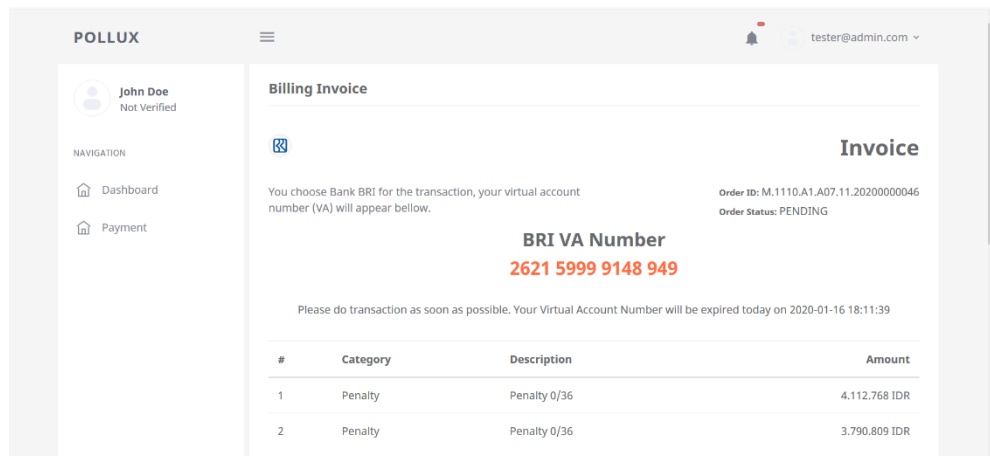 POLLUX
tester@admin.com
John Doe
Not Verified
NAVIGATION
Dashboard
Payment
Billing Invoice
Invoice
You choose Bank BRI for the transaction, your virtual account
number (VA) will appear bellow.
Order ID: M.1110.A1.A07.11.20200000046
Order Status: PENDING
BRI VA Number
2621 5999 9148 949
Please do transaction as soon as possible. Your Virtual Account Number will be expired today on 2020-01-16 18:11:39
# Category Description Amount
1 Penalty Penalty 0/36 4.112.768 IDR
2 Penalty Penalty 0/36 3.790.809 IDR